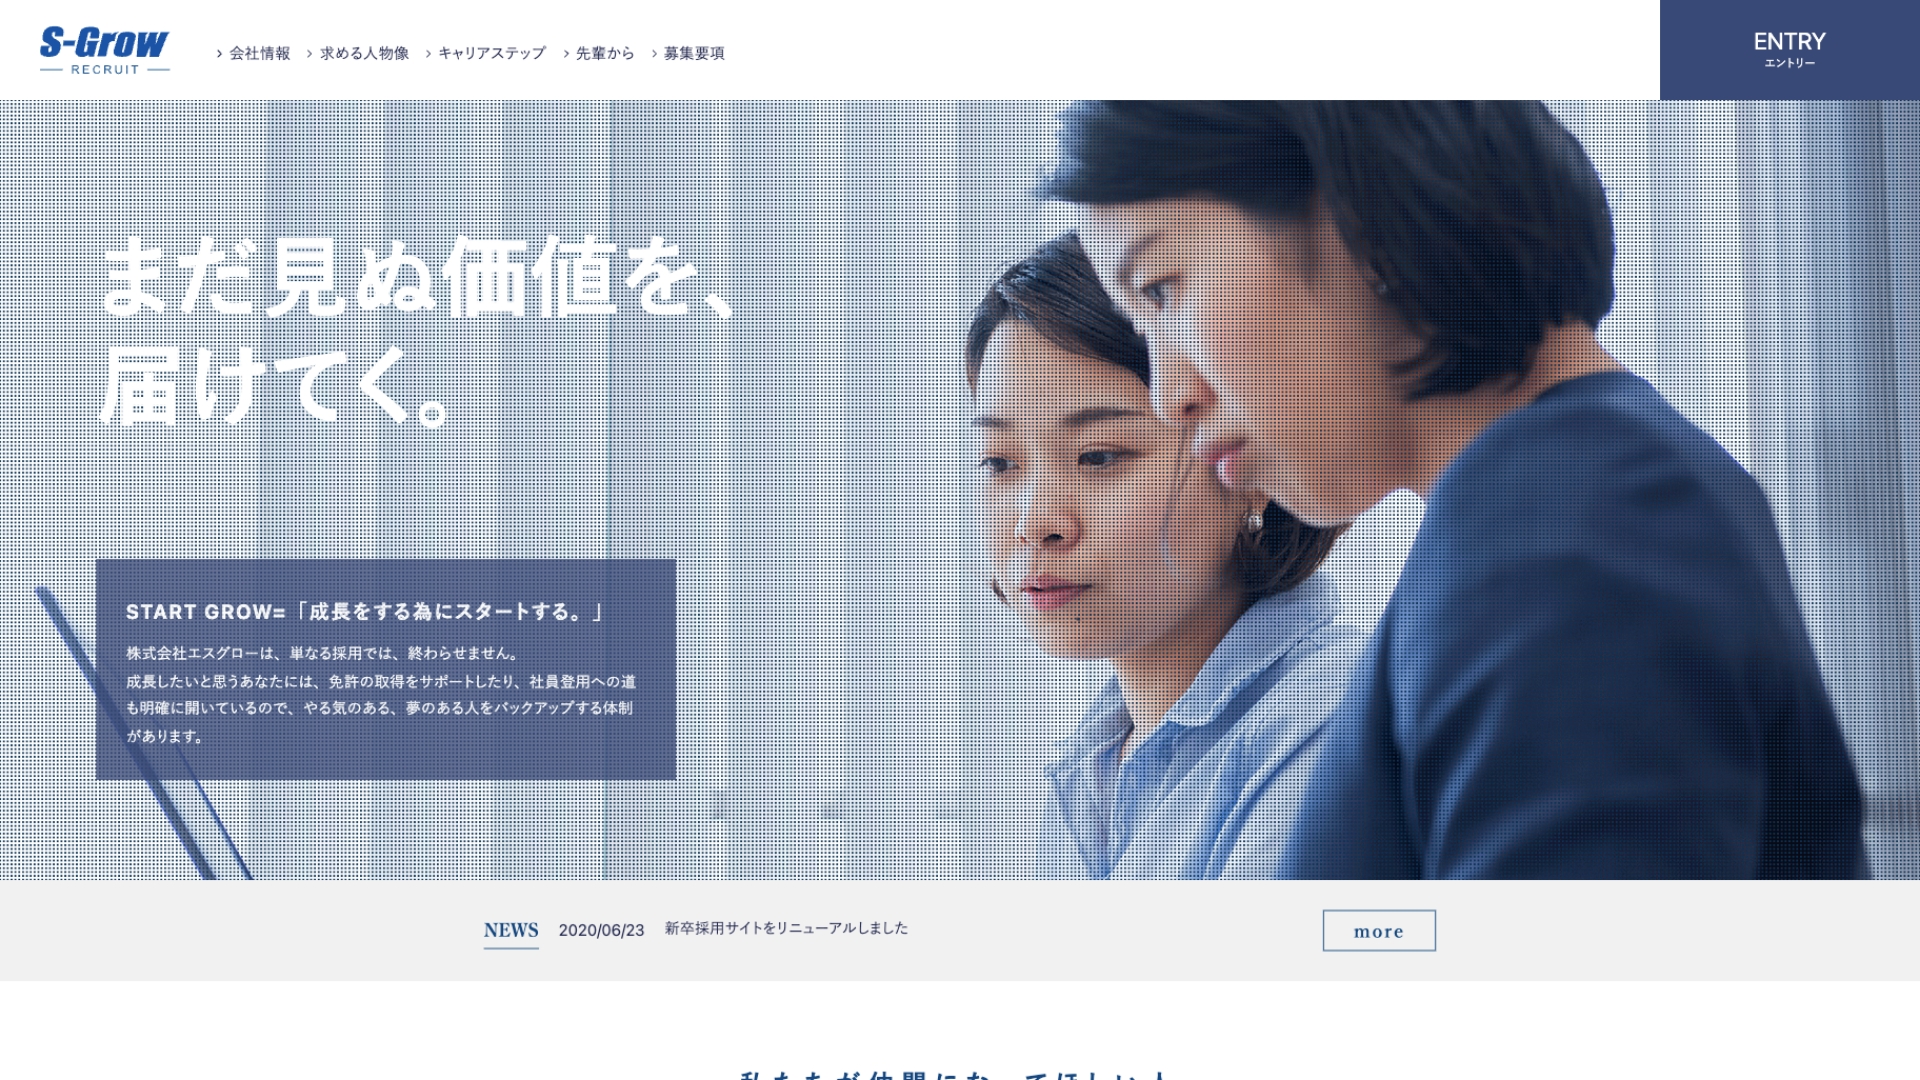 S-Grow
RECRUIT
会社情報
求める人物像
キャリアステップ
先輩から
募集要項
ENTRY
エントリー
まだ見ぬ価値を、
届けてく。
START GROW=「成長をする為にスタートする。」
株式会社エスグローは、単なる採用では、終わらせません。
成長したいと思うあなたには、免許の取得をサポートしたり、社員登用への道
も明確に開いているので、やる気のある、夢のある人をバックアップする体制
があります。
NEWS 2020/06/23 新卒採用サイトをリニューアルしました
more